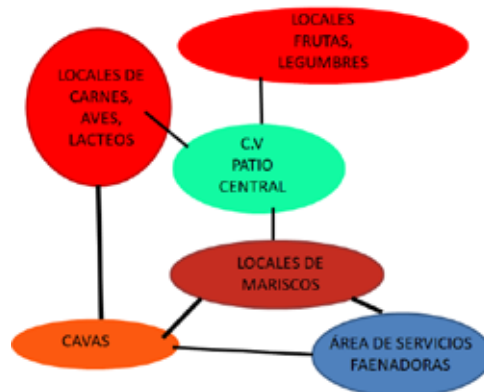 LOCALES
FRUTAS,
LEGUMBRES
LOCALES DE
CARNES,
AVES,
LACTEOS
C.V
PATIO
CENTRAL
LOCALES DE
MARISCOS
CAVAS
ÁREA DE SERVICIOS
FAENADORAS